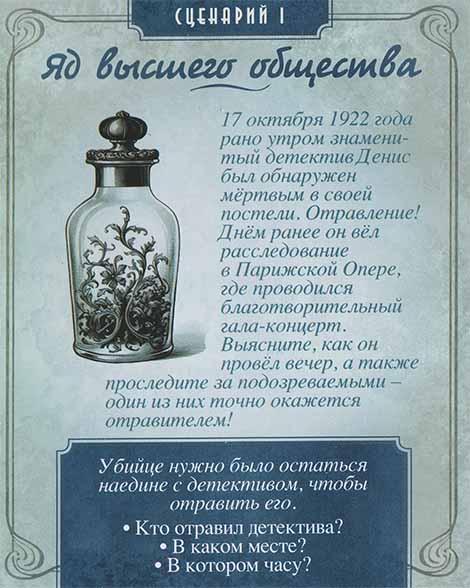 СЦЕНАРИЙ I
Яд высшего общества
17 октября 1922 года
рано утром знамени-
тый детектив Денис
был обнаружен
мёртвым в своей
постели. Отравление!
Днём ранее он вёл
расследование
в Парижской Опере,
где проводился
благотворительный
гала-концерт.
Выясните, как он
провёл вечер, а также
проследите за подозреваемыми –
один из них точно окажется
отравителем!
Убийце нужно было остаться
наедине с детективом, чтобы
отравить его.
• Кто отравил детектива?
• В каком месте?
• В котором часу?